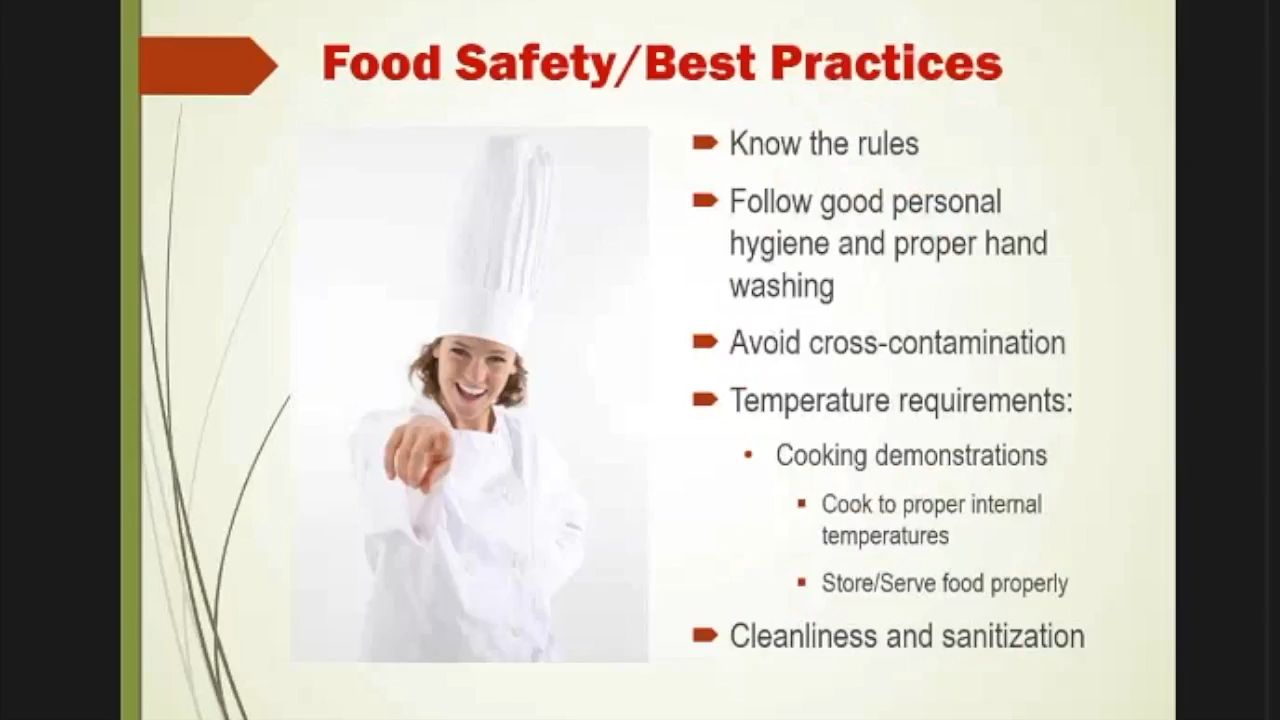 Food Safety/Best Practices
Know the rules
Follow good personal
hygiene and proper hand
washing
Avoid cross-contamination
Temperature requirements:
Cooking demonstrations
Cook to proper internal
temperatures
Store/Serve food properly
Cleanliness and sanitization